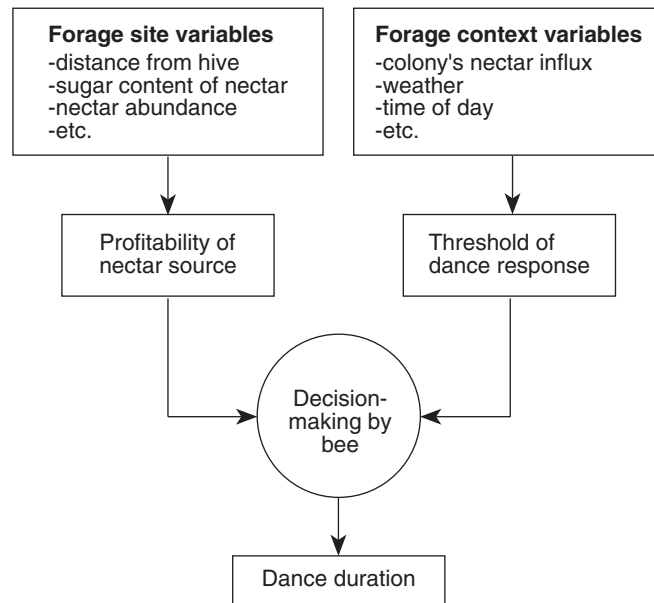 Forage site variables
-distance from hive
-sugar content of nectar
-nectar abundance
-etc.
Forage context variables
-colony's nectar influx
-weather
-time of day
-etc.
Profitability of
nectar source
Threshold of
dance response
Decision-
making by
bee
Dance duration